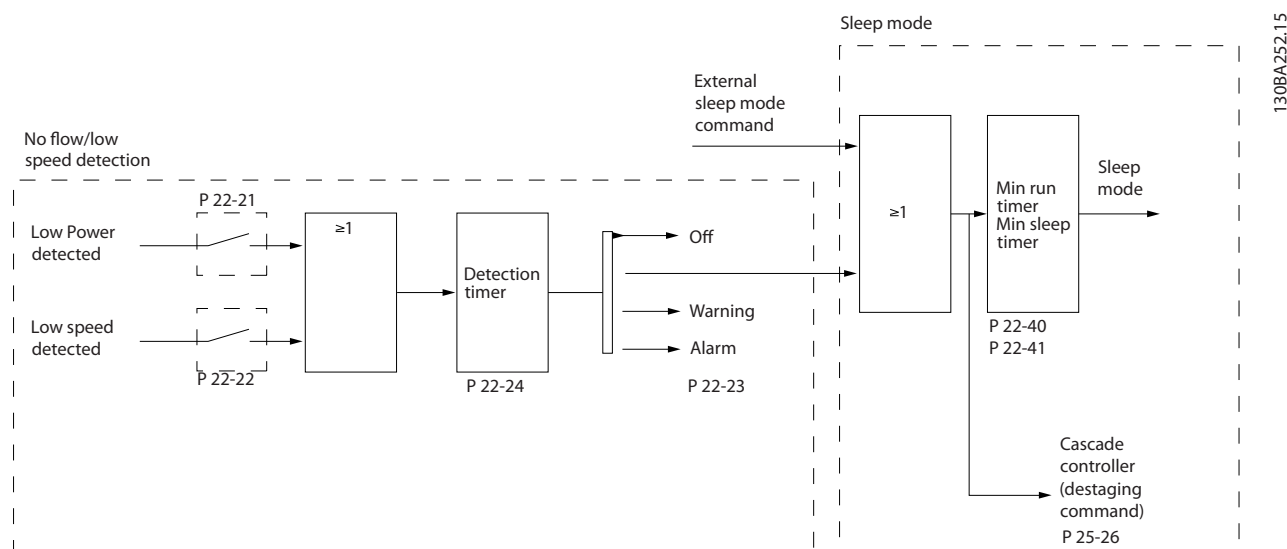 Sleep mode
130BA252.15
External
sleep mode
command
No flow/low
speed detection
P 22-21
Low Power
detected
≥1
Detection
timer
Off
Warning
Alarm
Low speed
detected
P 22-22
P 22-24
P 22-23
≥1
Min run
timer
Min sleep
timer
Sleep
mode
P 22-40
P 22-41
Cascade
controller
(destaging
command)
P 25-26